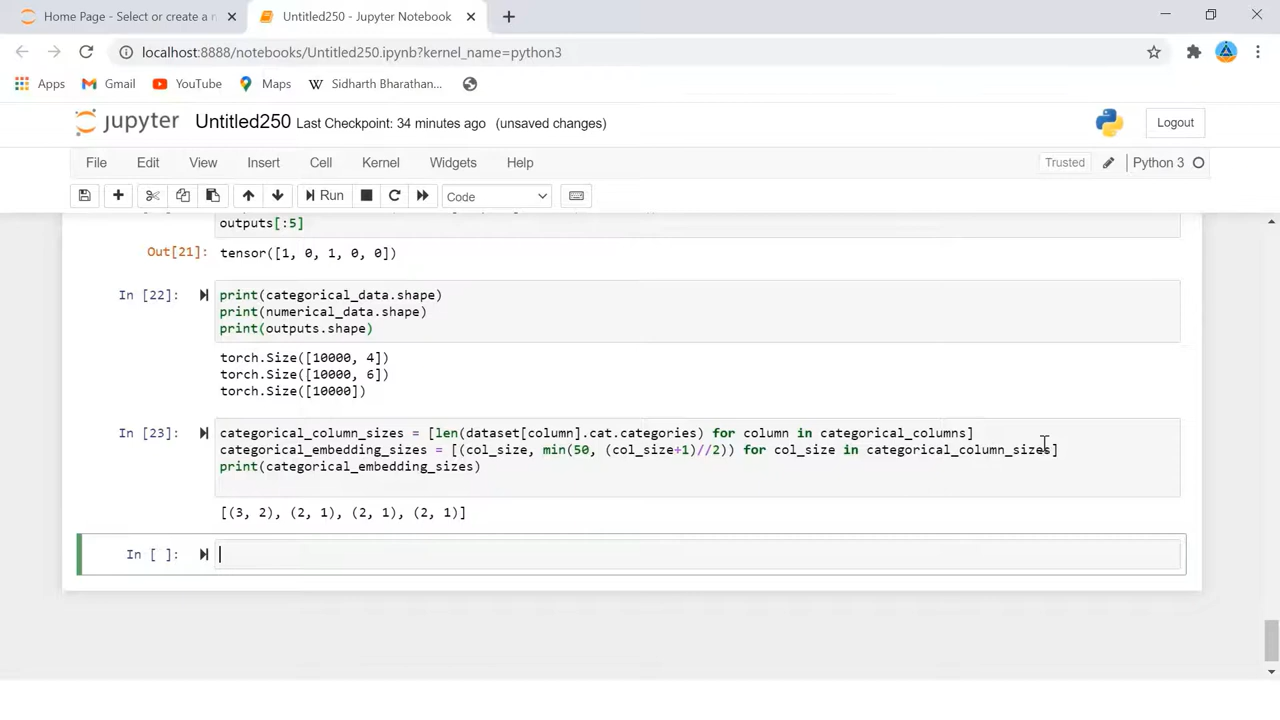 Home Page - Select or create a n
Untitled250 - Jupyter Notebook
localhost:8888/notebooks/Untitled250.ipynb?kernel_name=python3
Apps Gmail YouTube Maps Sidharth Bharathan...
jupyter Untitled250 Last Checkpoint: 34 minutes ago (unsaved changes) Logout
File Edit View Insert Cell Kernel Widgets Help Trusted Python 3
Run Code
outputs[:5]
Out[21]: tensor([1, 0, 1, 0, 0])
In [22]: print(categorical_data.shape)
print(numerical_data.shape)
print(outputs.shape)
torch.Size([10000, 4])
torch.Size([10000, 6])
torch.Size([10000])
In [23]: categorical_column_sizes = [len(dataset[column].cat.categories) for column in categorical_columns]
categorical_embedding_sizes = [(col_size, min(50, (col_size+1)//2)) for col_size in categorical_column_sizes]
print(categorical_embedding_sizes)
[(3, 2), (2, 1), (2, 1), (2, 1)]
In [ ]: